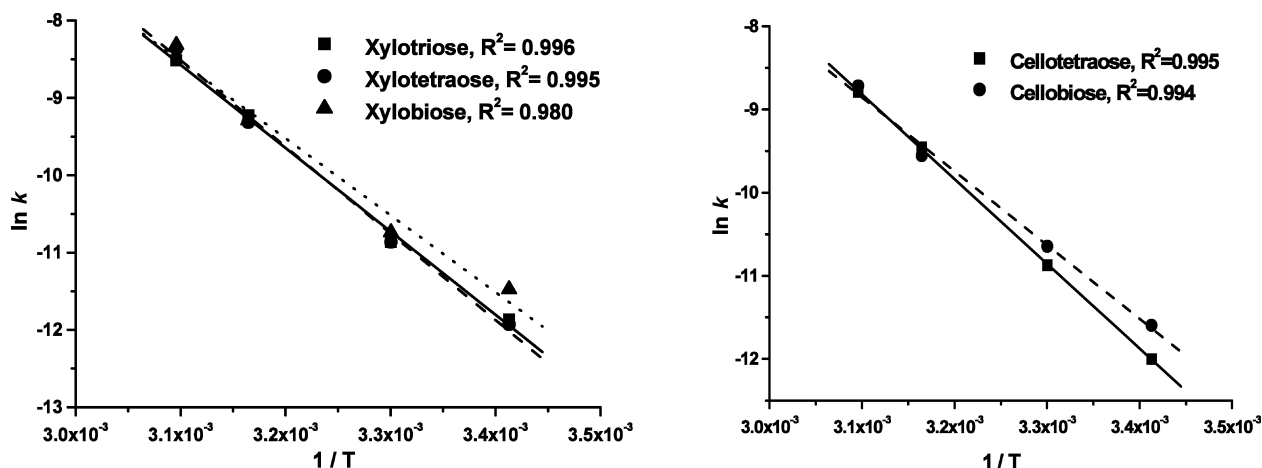 -8
-9
-10
-11
-12
-13
ln k
Xylotriose, R²= 0.996
Xylotetraose, R²= 0.995
Xylobiose, R²= 0.980
3.0x10⁻³ 3.1x10⁻³ 3.2x10⁻³ 3.3x10⁻³ 3.4x10⁻³ 3.5x10⁻³
1 / T
-8
-9
-10
-11
-12
ln k
Cellotetraose, R²=0.995
Cellobiose, R²=0.994
3.0x10⁻³ 3.1x10⁻³ 3.2x10⁻³ 3.3x10⁻³ 3.4x10⁻³ 3.5x10⁻³
1 / T